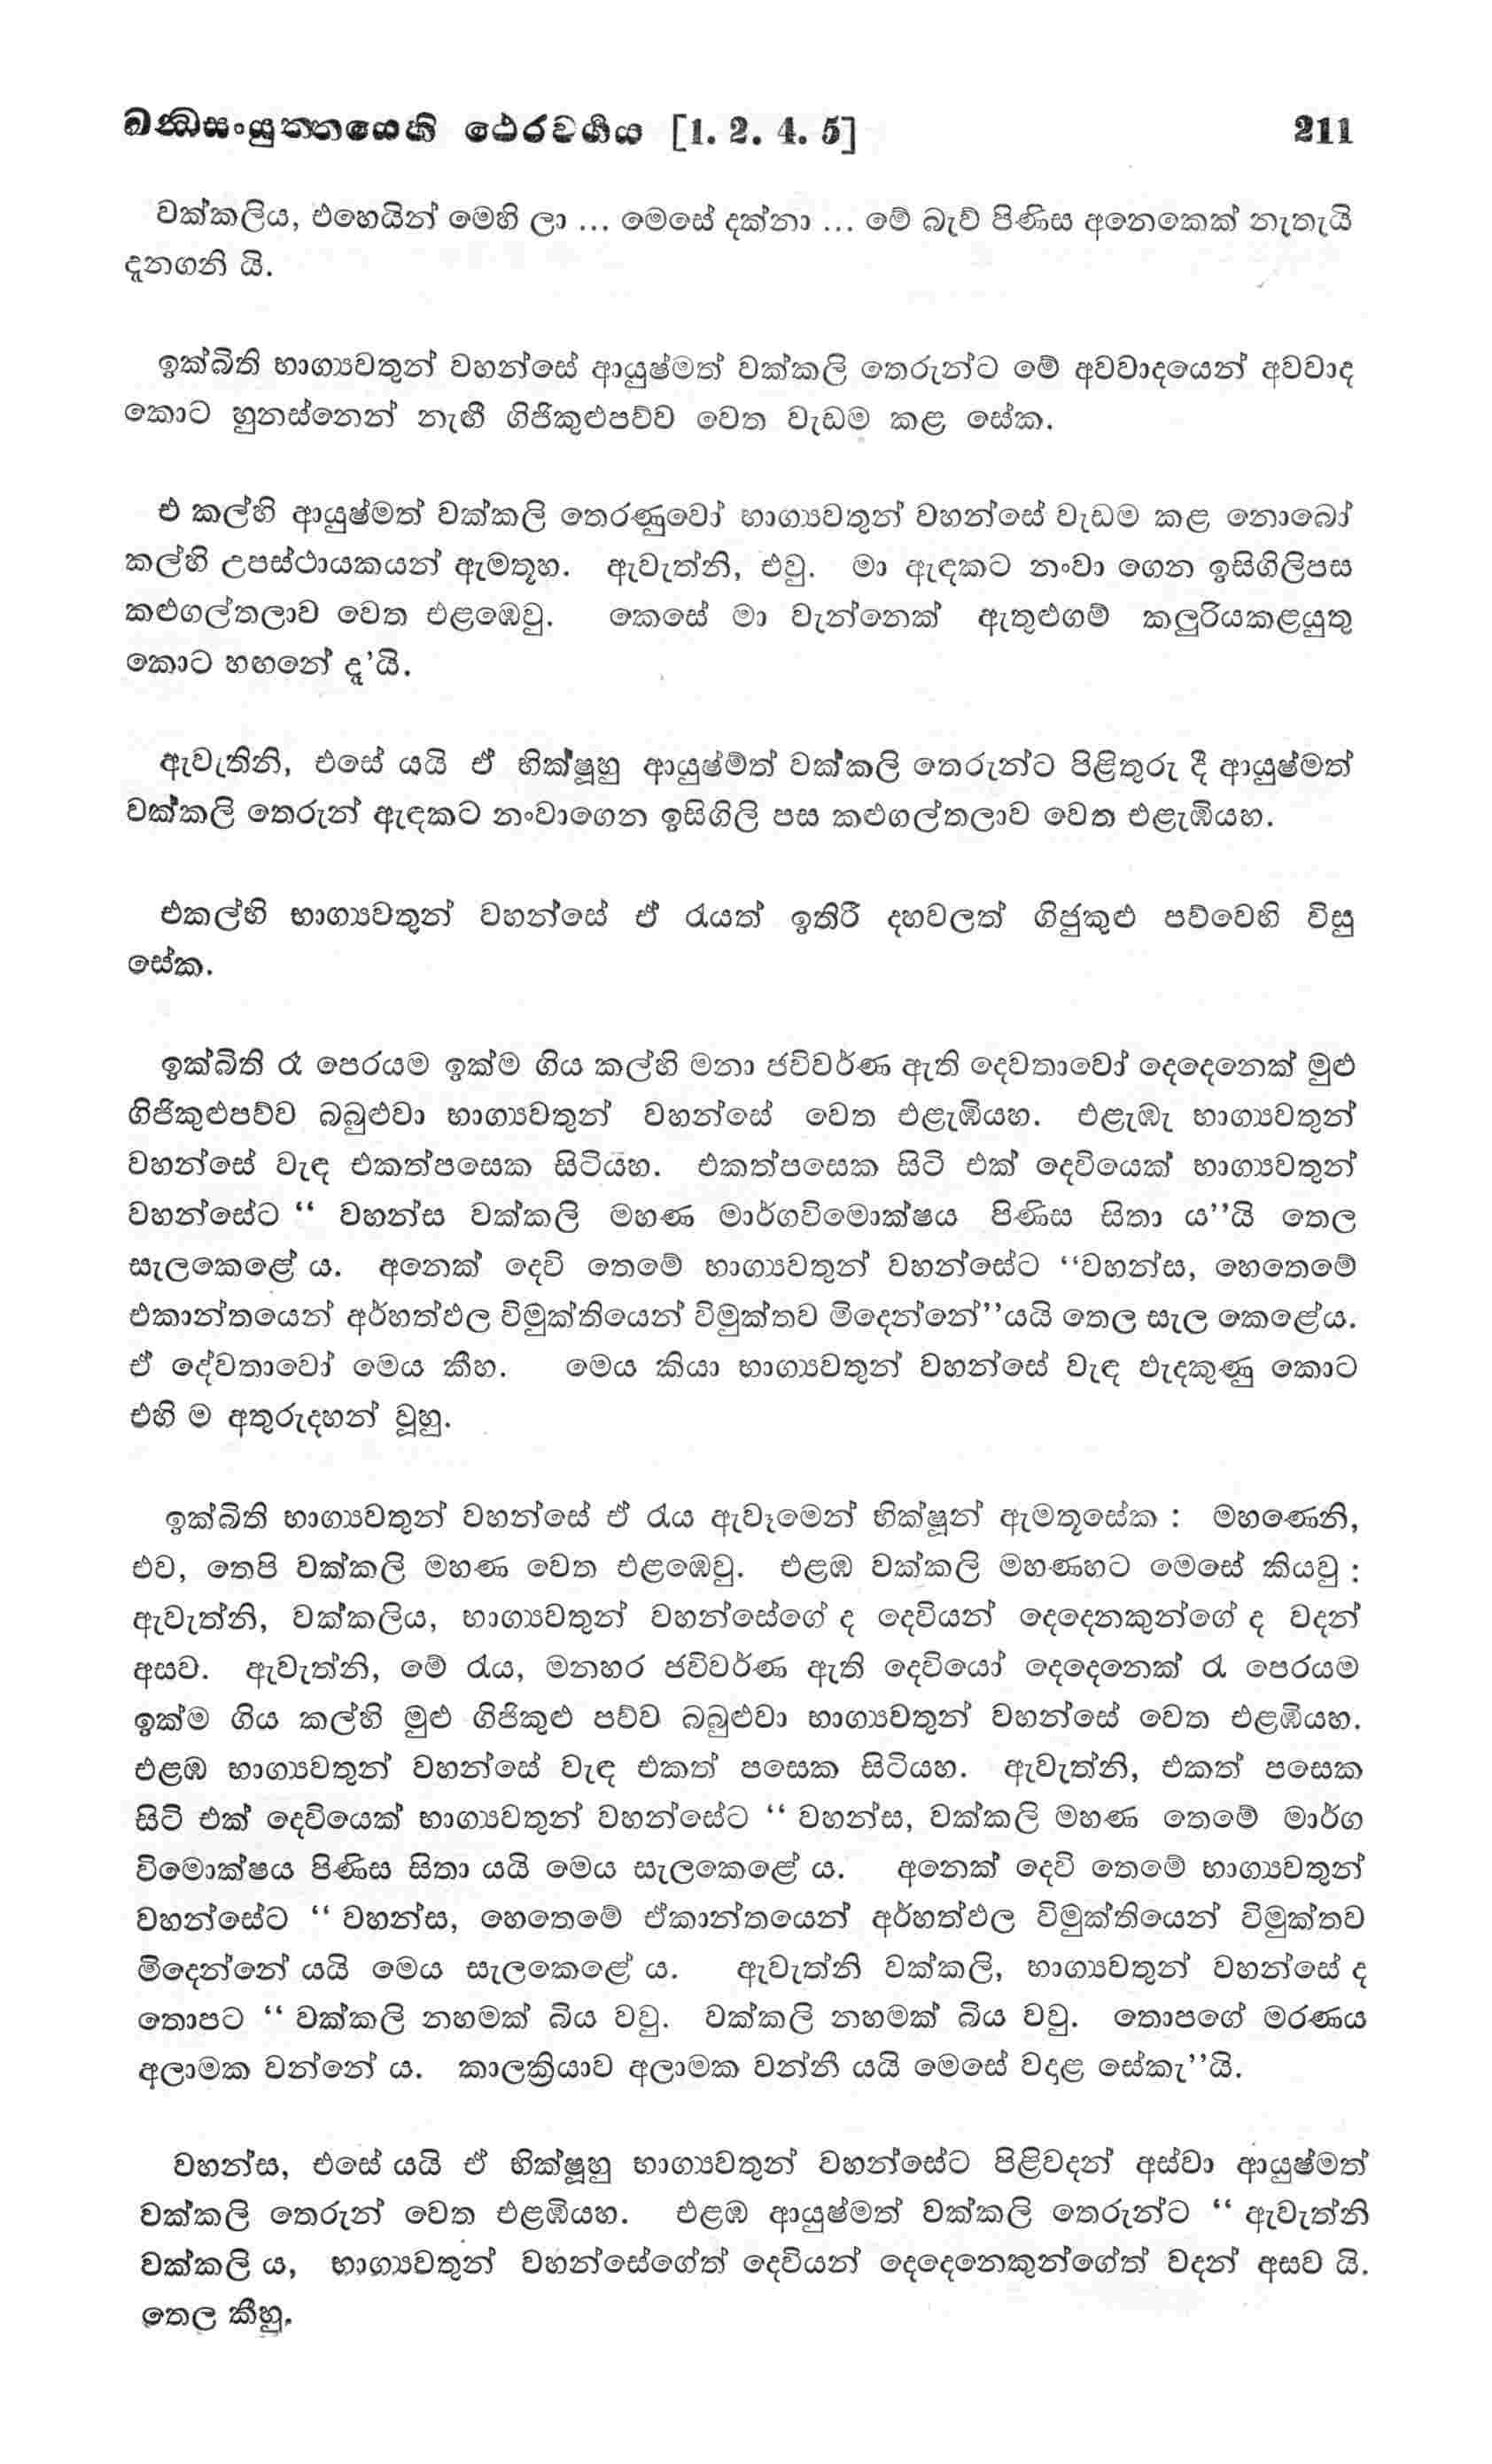 ඛන්‍ධසංයුත්තයෙහි ථෙරවර්‍ගය [1. 2. 4. 5] 211
වක්කලිය, එහෙයින් මෙහි ලා ... මෙසේ දක්නා ... මේ බැව් පිණිස අනෙකෙක් නැතැයි
දැනගනි යි.
ඉක්බිති භාග්‍යවතුන් වහන්සේ ආයුෂ්මත් වක්කලි තෙරුන්ට මේ අවවාදයෙන් අවවාද
කොට හුනස්නෙන් නැඟී ගිජිකුළුපව්ව වෙත වැඩම කළ සේක.
එ කල්හි ආයුෂ්මත් වක්කලි තෙරණුවෝ භාග්‍යවතුන් වහන්සේ වැඩම කළ නොබෝ
කල්හි උපස්ථායකයන් ඇමතූහ. ඇවැත්නි, එවු. මා ඇඳකට නංවා ගෙන ඉසිගිලිපස
කළුගල්තලාව වෙත එළඹෙවු. කෙසේ මා වැන්නෙක් ඇතුළුගම් කලුරියකළයුතු
කොට හඟනේ දැ’යි.
ඇවැතිනි, එසේ යයි ඒ භික්ෂූහු ආයුෂ්මත් වක්කලි තෙරුන්ට පිළිතුරු දී ආයුෂ්මත්
වක්කලි තෙරුන් ඇඳකට නංවාගෙන ඉසිගිලි පස කළුගල්තලාව වෙත එළැඹියහ.
එකල්හි භාග්‍යවතුන් වහන්සේ ඒ රැයත් ඉතිරි දහවලත් ගිජුකුළු පව්වෙහි විසු
සේක.
ඉක්බිති රෑ පෙරයම ඉක්ම ගිය කල්හි මනා ජවිවර්ණ ඇති දෙවතාවෝ දෙදෙනෙක් මුළු
ගිජිකුළුපව්ව බබුළුවා භාග්‍යවතුන් වහන්සේ වෙත එළැඹියහ. එළැඹැ භාග්‍යවතුන්
වහන්සේ වැඳ එකත්පසෙක සිටියහ. එකත්පසෙක සිටි එක් දෙවියෙක් භාග්‍යවතුන්
වහන්සේට “ වහන්ස වක්කලි මහණ මාර්ගවිමොක්ෂය පිණිස සිතා ය”යි තෙල
සැලකෙළේ ය. අනෙක් දෙවි තෙමේ භාග්‍යවතුන් වහන්සේට “වහන්ස, හෙතෙමේ
එකාන්තයෙන් අර්හත්ඵල විමුක්තියෙන් විමුක්තව මිදෙන්නේ”යයි තෙල සැල කෙළේය.
ඒ දේවතාවෝ මෙය කීහ. මෙය කියා භාග්‍යවතුන් වහන්සේ වැඳ පැදකුණු කොට
එහි ම අතුරුදහන් වූහු.
ඉක්බිති භාග්‍යවතුන් වහන්සේ ඒ රැය ඇවෑමෙන් භික්ෂූන් ඇමතූසේක : මහණෙනි,
එව, තෙපි වක්කලි මහණ වෙත එළඹෙවු. එළඹ වක්කලි මහණහට මෙසේ කියවු :
ඇවැත්නි, වක්කලිය, භාග්‍යවතුන් වහන්සේගේ ද දෙවියන් දෙදෙනකුන්ගේ ද වදන්
අසව. ඇවැත්නි, මේ රැය, මනහර ජවිවර්ණ ඇති දෙවියෝ දෙදෙනෙක් රැ පෙරයම
ඉක්ම ගිය කල්හි මුළු ගිජිකුළු පව්ව බබුළුවා භාග්‍යවතුන් වහන්සේ වෙත එළඹියහ.
එළඹ භාග්‍යවතුන් වහන්සේ වැඳ එකත් පසෙක සිටියහ. ඇවැත්නි, එකත් පසෙක
සිටි එක් දෙවියෙක් භාග්‍යවතුන් වහන්සේට “ වහන්ස, වක්කලි මහණ තෙමේ මාර්ග
විමොක්ෂය පිණිස සිතා යයි මෙය සැලකෙළේ ය. අනෙක් දෙවි තෙමේ භාග්‍යවතුන්
වහන්සේට “ වහන්ස, හෙතෙමේ ඒකාන්තයෙන් අර්හත්ඵල විමුක්තියෙන් විමුක්තව
මිදෙන්නේ යයි මෙය සැලකෙළේ ය. ඇවැත්නි වක්කලි, භාග්‍යවතුන් වහන්සේ ද
තොපට “ වක්කලි නහමක් බිය වවු. වක්කලි නහමක් බිය වවු. තොපගේ මරණය
අලාමක වන්නේ ය. කාලක්‍රියාව අලාමක වන්නී යයි මෙසේ වදාළ සේකැ”යි.
වහන්ස, එසේ යයි ඒ භික්ෂූහු භාග්‍යවතුන් වහන්සේට පිළිවදන් අස්වා ආයුෂ්මත්
වක්කලි තෙරුන් වෙත එළඹියහ. එළඹ ආයුෂ්මත් වක්කලි තෙරුන්ට “ ඇවැත්නි
වක්කලි ය, භාග්‍යවතුන් වහන්සේගේත් දෙවියන් දෙදෙනෙකුන්ගේත් වදන් අසව යි.
තෙල කීහු.